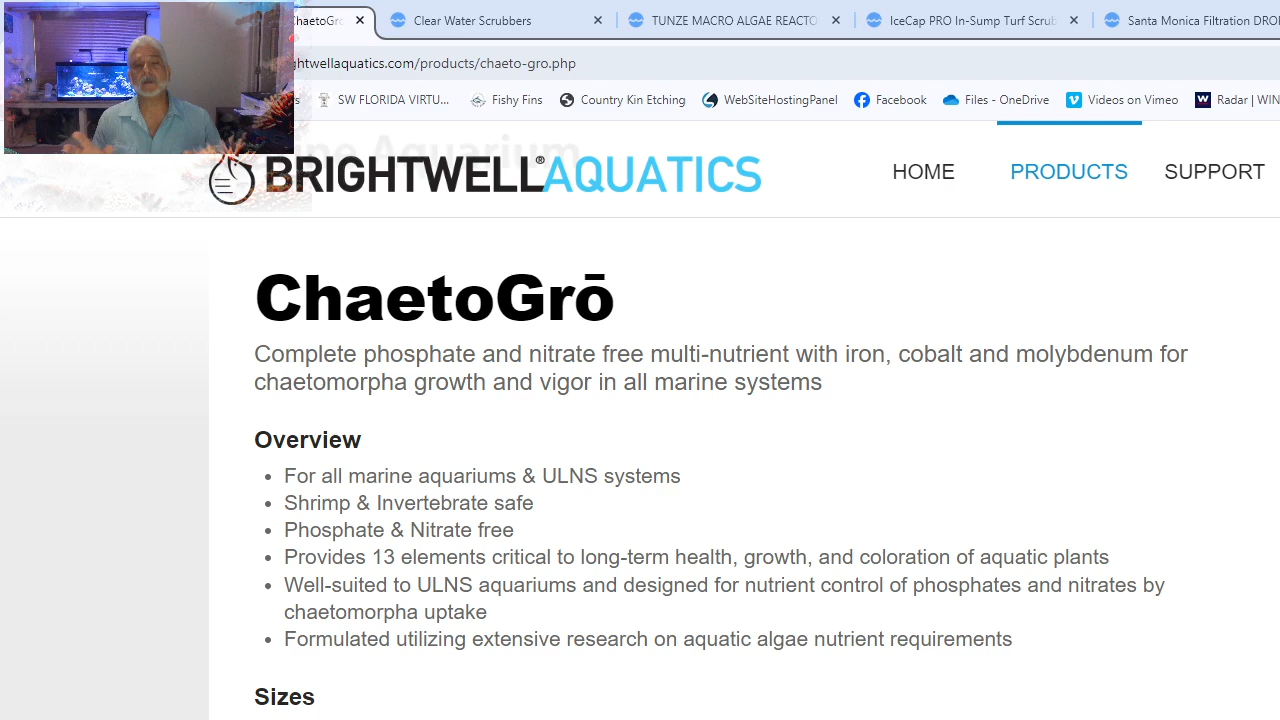 ChaetoGro
Clear Water Scrubbers
TUNZE MACRO ALGAE REACTO
IceCap PRO In-Sump Turf Scrub
Santa Monica Filtration DRO
ghtwellaquatics.com/products/chaeto-gro.php
SW FLORIDA VIRTU...
Fishy Fins
Country Kin Etching
WebSiteHostingPanel
Facebook
Files - OneDrive
Videos on Vimeo
Radar | WIN
Aquarium
BRIGHTWELL® AQUATICS
HOME
PRODUCTS
SUPPORT
ChaetoGrō
Complete phosphate and nitrate free multi-nutrient with iron, cobalt and molybdenum for
chaetomorpha growth and vigor in all marine systems
Overview
For all marine aquariums & ULNS systems
Shrimp & Invertebrate safe
Phosphate & Nitrate free
Provides 13 elements critical to long-term health, growth, and coloration of aquatic plants
Well-suited to ULNS aquariums and designed for nutrient control of phosphates and nitrates by
chaetomorpha uptake
Formulated utilizing extensive research on aquatic algae nutrient requirements
Sizes